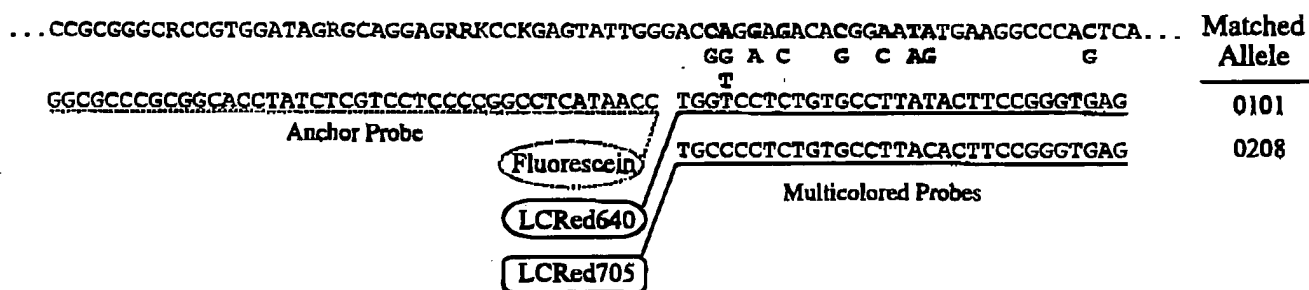 ...CCGCGGGCRCCGTGGATAGRGCAGGAGRRKCCKGAGTATTGGGACCAGGAGACACGGAATATGAAGGCCCACTCA... Matched Allele
GG A C G C AG G
T
GGCGCCCGCGGCACCTATCTCGTCCTCCCCGGCCTCATAACC TGGTCCTCTGTGCCTTATACTTCCGGGTGAG 0101
Anchor Probe
TGCCCCTCTGTGCCTTACACTTCCGGGTGAG 0208
Fluorescein
Multicolored Probes
LCRed640
LCRed705